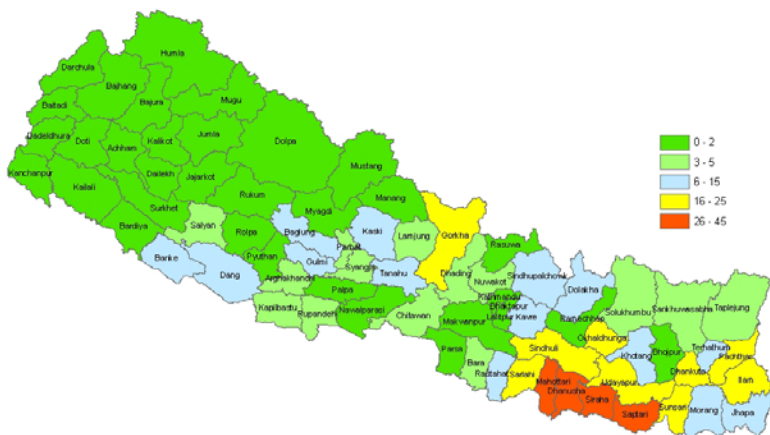 Humla
Darchula
Bajhang
Baitadi
Bajura
Mugu
Dadeldhura
Doti
Achham
Kalikot
Jumla
Dolpa
Mustang
Kanchanpur
Kailali
Dailekh
Jajarkot
Rukum
Manang
Surkhet
Bardiya
Salyan
Rolpa
Myagdi
Baglung
Kaski
Lamjung
Gorkha
Rasuwa
Parbat
Banke
Dang
Pyuthan
Gulmi
Syangja
Tanahu
Dhading
Nuwakot
Sindhupalchowk
Dolakha
Arghakhanchi
Palpa
Kapilbastu
Rupandehi
Nawalparasi
Chitawan
Makwanpur
Lalitpur
Kavre
Ramechhap
Okhaldhunga
Solukhumbu
Sankhuwasabha
Taplejung
Parsa
Bara
Rautahat
Sarlahi
Sindhuli
Khotang
Bhojpur
Terhathum
Panchthar
Dhankuta
Ilam
Mahottari
Dhanusha
Siraha
Saptari
Udayapur
Sunsari
Morang
Jhapa
0 - 2
3 - 5
6 - 15
16 - 25
26 - 45